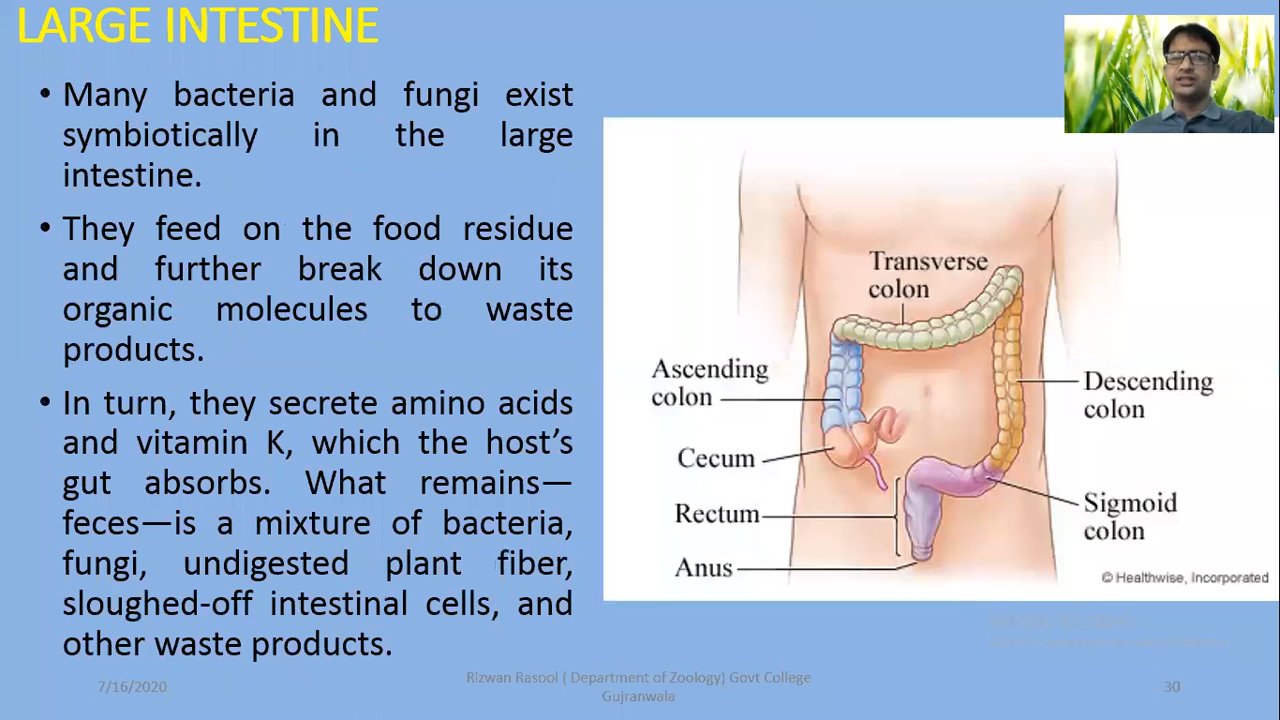 LARGE INTESTINE
• Many bacteria and fungi exist
symbiotically in the large
intestine.
• They feed on the food residue
and further break down its
organic molecules to waste
products.
• In turn, they secrete amino acids
and vitamin K, which the host’s
gut absorbs. What remains—
feces—is a mixture of bacteria,
fungi, undigested plant fiber,
sloughed-off intestinal cells, and
other waste products.
Transverse
colon
Ascending
colon
Cecum
Rectum
Anus
Descending
colon
Sigmoid
colon
© Healthwise, Incorporated
7/16/2020
Rizwan Rasool ( Department of Zoology) Govt College
Gujranwala
30